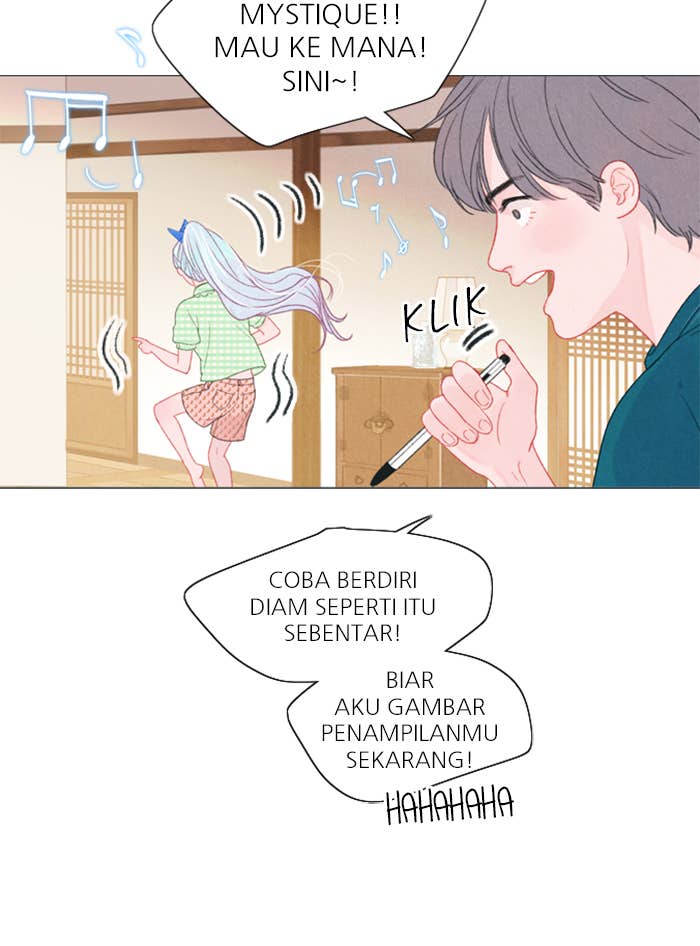 MYSTIQUE!!
MAU KE MANA!
SINI~!
KLIK
COBA BERDIRI
DIAM SEPERTI ITU
SEBENTAR!
BIAR
AKU GAMBAR
PENAMPILANMU
SEKARANG!
HAHAHAHA